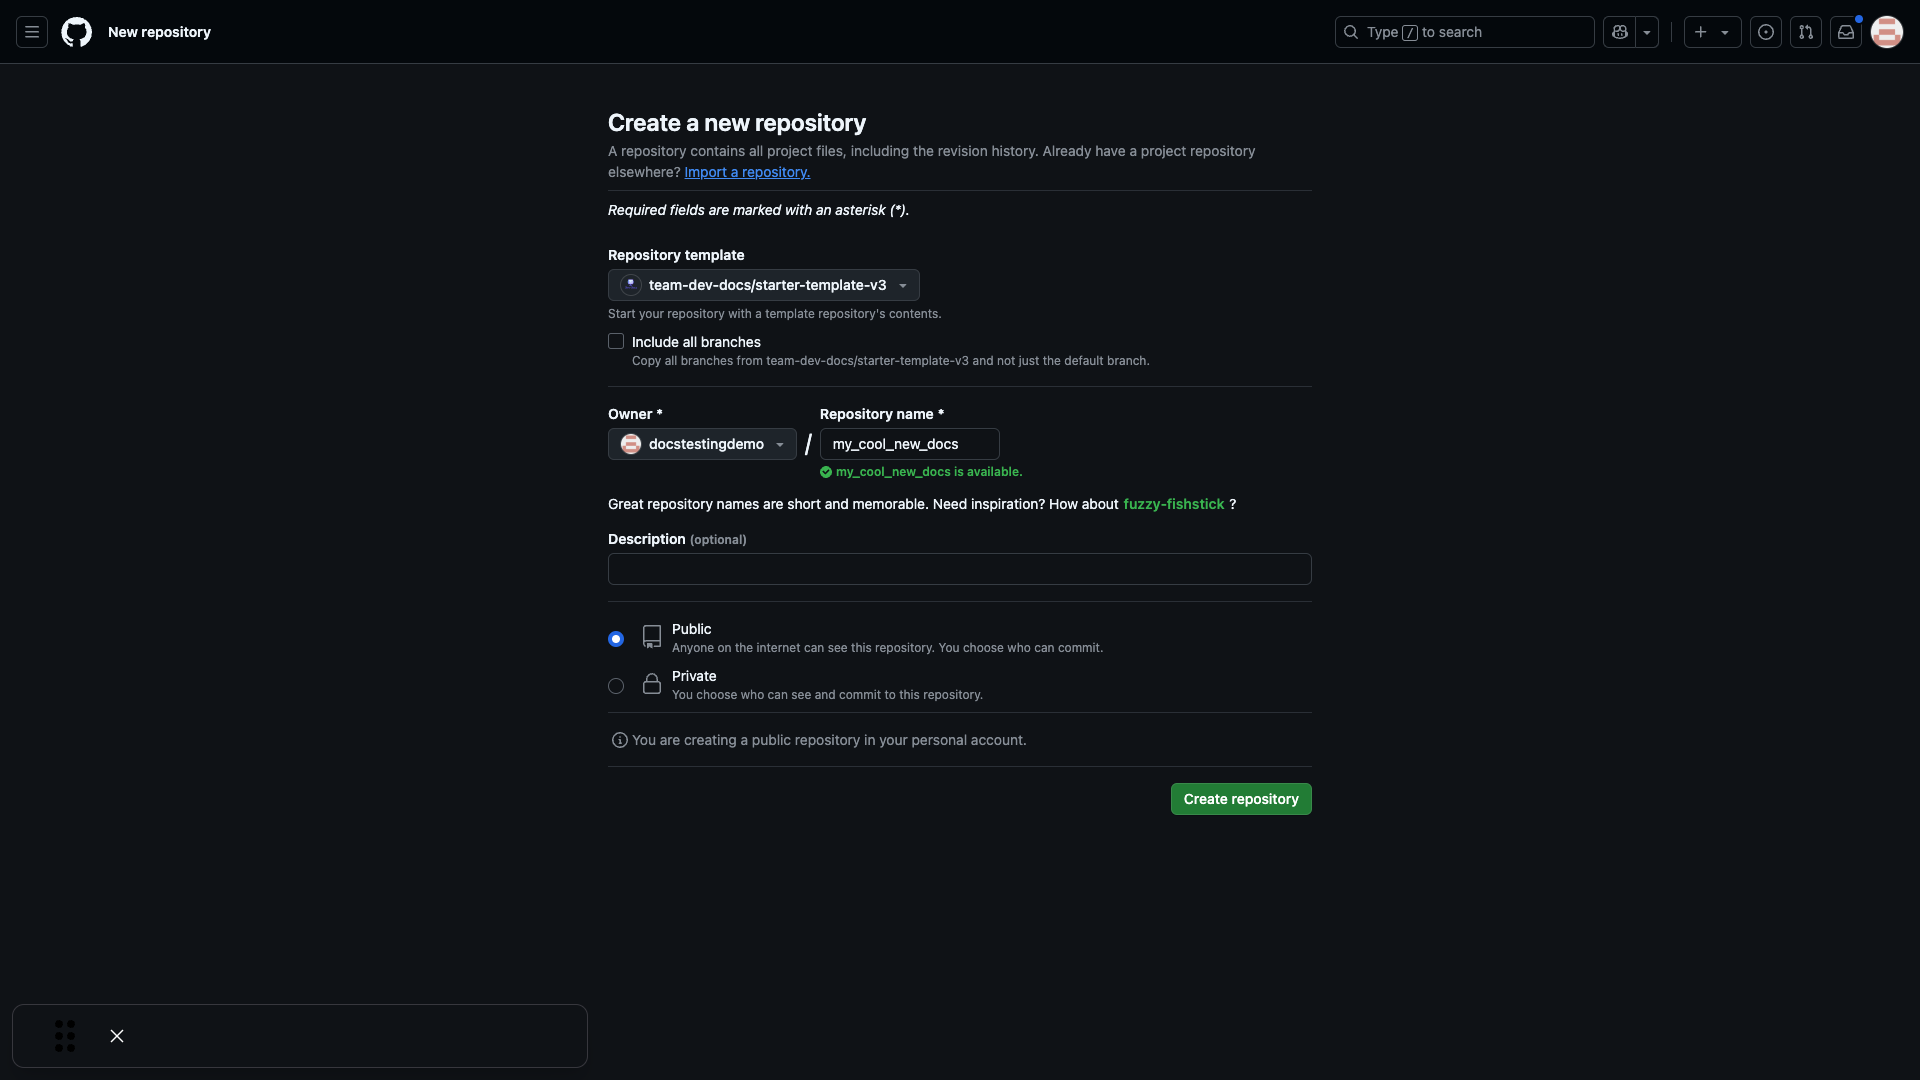 New repository
Type / to search
Create a new repository
A repository contains all project files, including the revision history. Already have a project repository
elsewhere? Import a repository.
Required fields are marked with an asterisk (*).
Repository template
team-dev-docs/starter-template-v3
Start your repository with a template repository's contents.
Include all branches
Copy all branches from team-dev-docs/starter-template-v3 and not just the default branch.
Owner * Repository name *
docstestingdemo / my_cool_new_docs
my_cool_new_docs is available.
Great repository names are short and memorable. Need inspiration? How about fuzzy-fishstick ?
Description (optional)
Public
Anyone on the internet can see this repository. You choose who can commit.
Private
You choose who can see and commit to this repository.
You are creating a public repository in your personal account.
Create repository